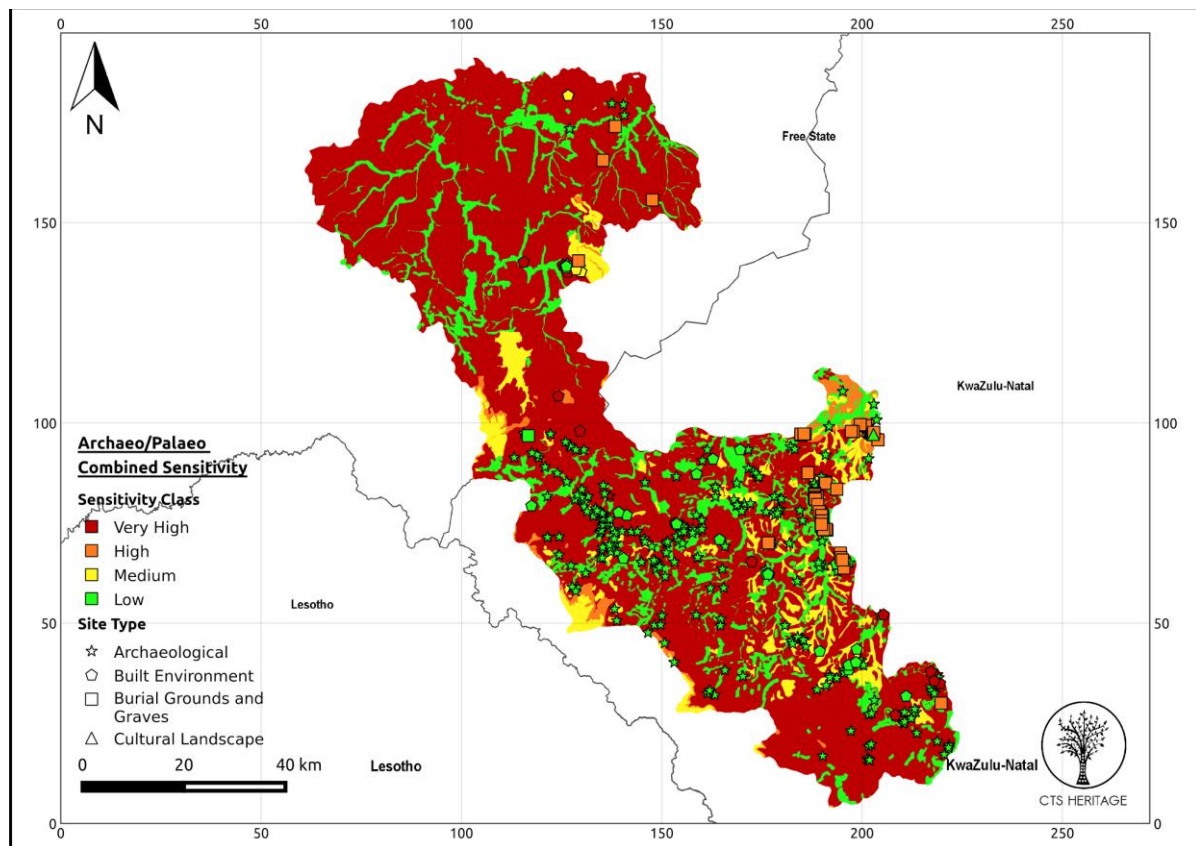 0 50 100 150 200 250
N
Free State
150 150
KwaZulu-Natal
100 100
Archaeo/Palaeo
Combined Sensitivity
Sensitivity Class
Very High
High
Medium
Low
Lesotho
Site Type
50 50
Archaeological
Built Environment
Burial Grounds and
Graves
Cultural Landscape
0 20 40 km
Lesotho
KwaZulu-Natal
CTS HERITAGE
0 0
0 50 100 150 200 250